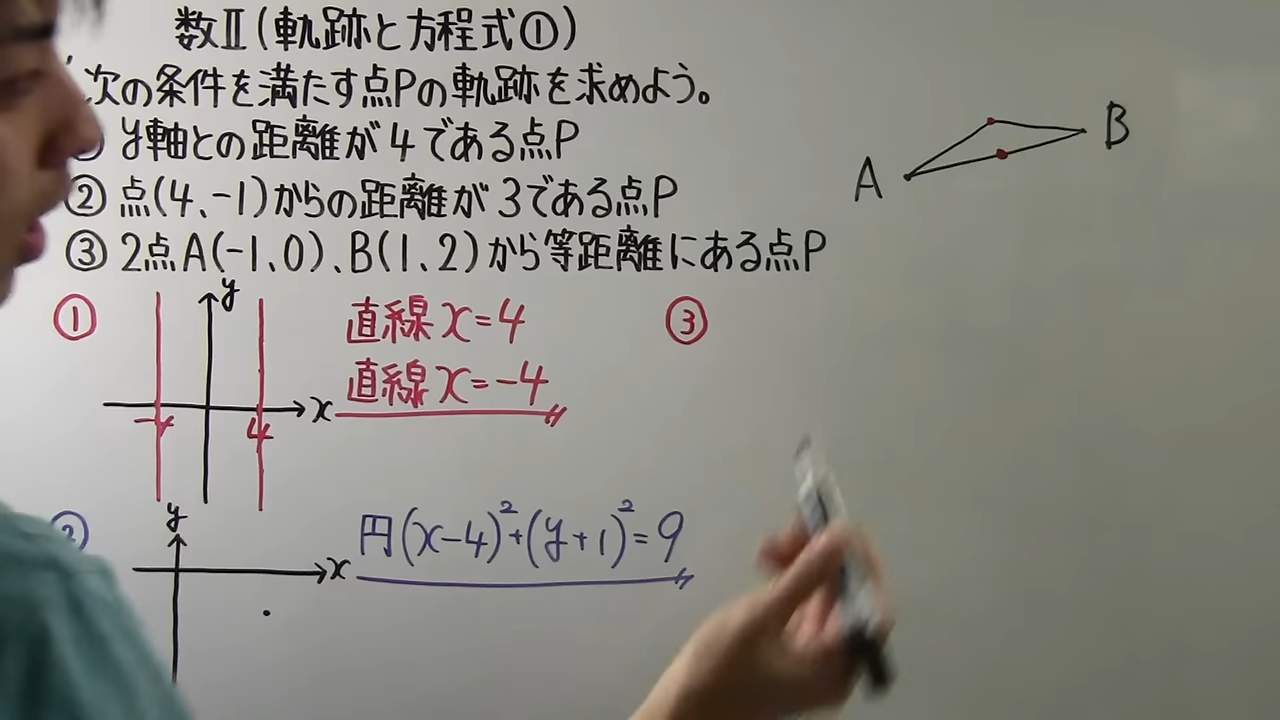 数Ⅱ(軌跡と方程式①)
次の条件を満たす点Pの軌跡を求めよう。
y軸との距離が4である点P
②点(4、-1)からの距離が3である点P
③2点A(-1、0)、B(1、2)から等距離にある点P
A
B
①
y
x
-4
4
直線x=4
直線x=-4
②
y
x
円(x-4)²+(y+1)²=9
③